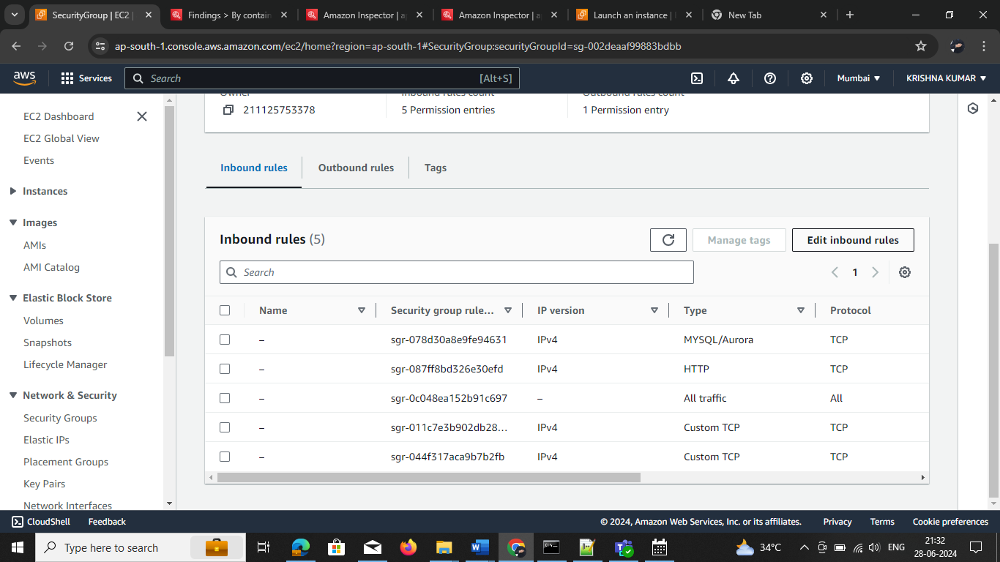 SecurityGroup | EC2 |
Findings > By contain
Amazon Inspector | ap
Amazon Inspector | ap
Launch an instance |
New Tab
ap-south-1.console.aws.amazon.com/ec2/home?region=ap-south-1#SecurityGroup:securityGroupId=sg-002deaaf99883bdbb
aws
Services
Search
[Alt+S]
Mumbai
KRISHNA KUMAR
EC2 Dashboard
EC2 Global View
Events
Instances
Images
AMIs
AMI Catalog
Elastic Block Store
Volumes
Snapshots
Lifecycle Manager
Network & Security
Security Groups
Elastic IPs
Placement Groups
Key Pairs
Network Interfaces
Owner
Inbound rules count
Outbound rules count
211125753378
5 Permission entries
1 Permission entry
Inbound rules
Outbound rules
Tags
Inbound rules (5)
Manage tags
Edit inbound rules
Search
1
Name
Security group rule...
IP version
Type
Protocol
– sgr-078d30a8e9fe94631 IPv4 MYSQL/Aurora TCP
– sgr-087ff8bd326e30efd IPv4 HTTP TCP
– sgr-0c048ea152b91c697 – All traffic All
– sgr-011c7e3b902db28... IPv4 Custom TCP TCP
– sgr-044f317aca9b7b2fb IPv4 Custom TCP TCP
CloudShell
Feedback
© 2024, Amazon Web Services, Inc. or its affiliates.
Privacy
Terms
Cookie preferences
Type here to search
34°C
ENG
21:32
28-06-2024